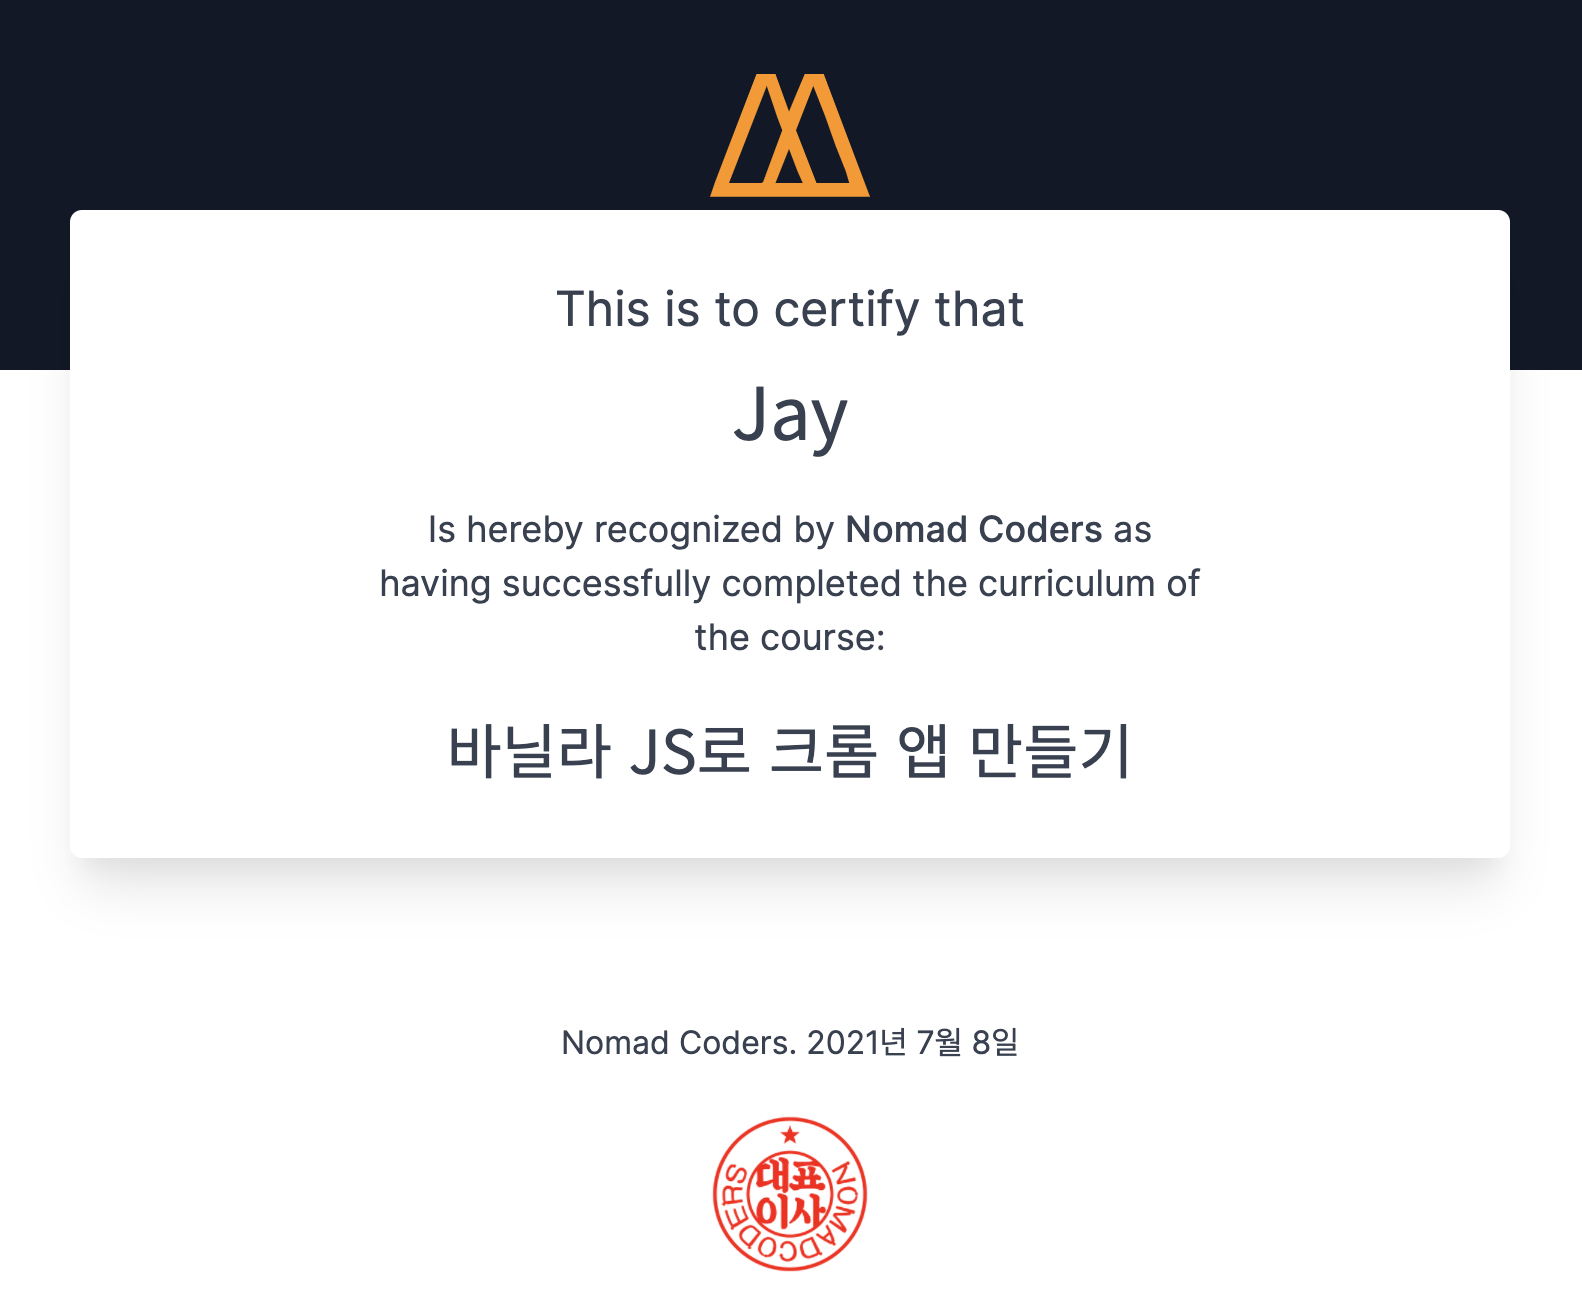 This is to certify that
Jay
Is hereby recognized by Nomad Coders as
having successfully completed the curriculum of
the course:
바닐라 JS로 크롬 앱 만들기
Nomad Coders. 2021년 7월 8일
대표
이사
NOMADCODERS